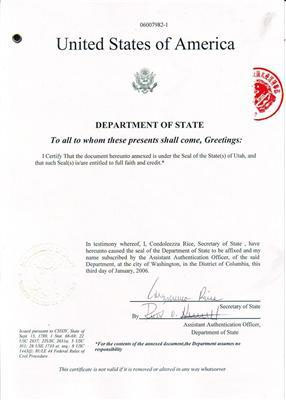 06007982-1
United States of America
DEPARTMENT OF STATE
To all to whom these presents shall come, Greetings:
I Certify That the document hereunto annexed is under the Seal of the State(s) of Utah, and
that such Seal(s) is/are entitled to full faith and credit.*
In testimony whereof, I, Condoleezza Rice, Secretary of State , have
hereunto caused the seal of the Department of State to be affixed and my
name subscribed by the Assistant Authentication Officer, of the said
Department, at the city of Washington, in the District of Columbia, this
third day of January, 2006.
Condoleezza Rice
Secretary of State
By
Assistant Authentication Officer,
Department of State
Issued pursuant to CHXIV, State of
Sept. 15, 1789, 1 Stat. 68-69; 22
USC 2657; 22USC 2651a; 5 USC
301; 28 USC 1733 et. seq.; 8 USC
1443(f); RULE 44 Federal Rules of
Civil Procedure
*For the contents of the annexed document,the Department assumes no
responsibility
This certificate is not valid if it is removed or altered in any way whatsoever